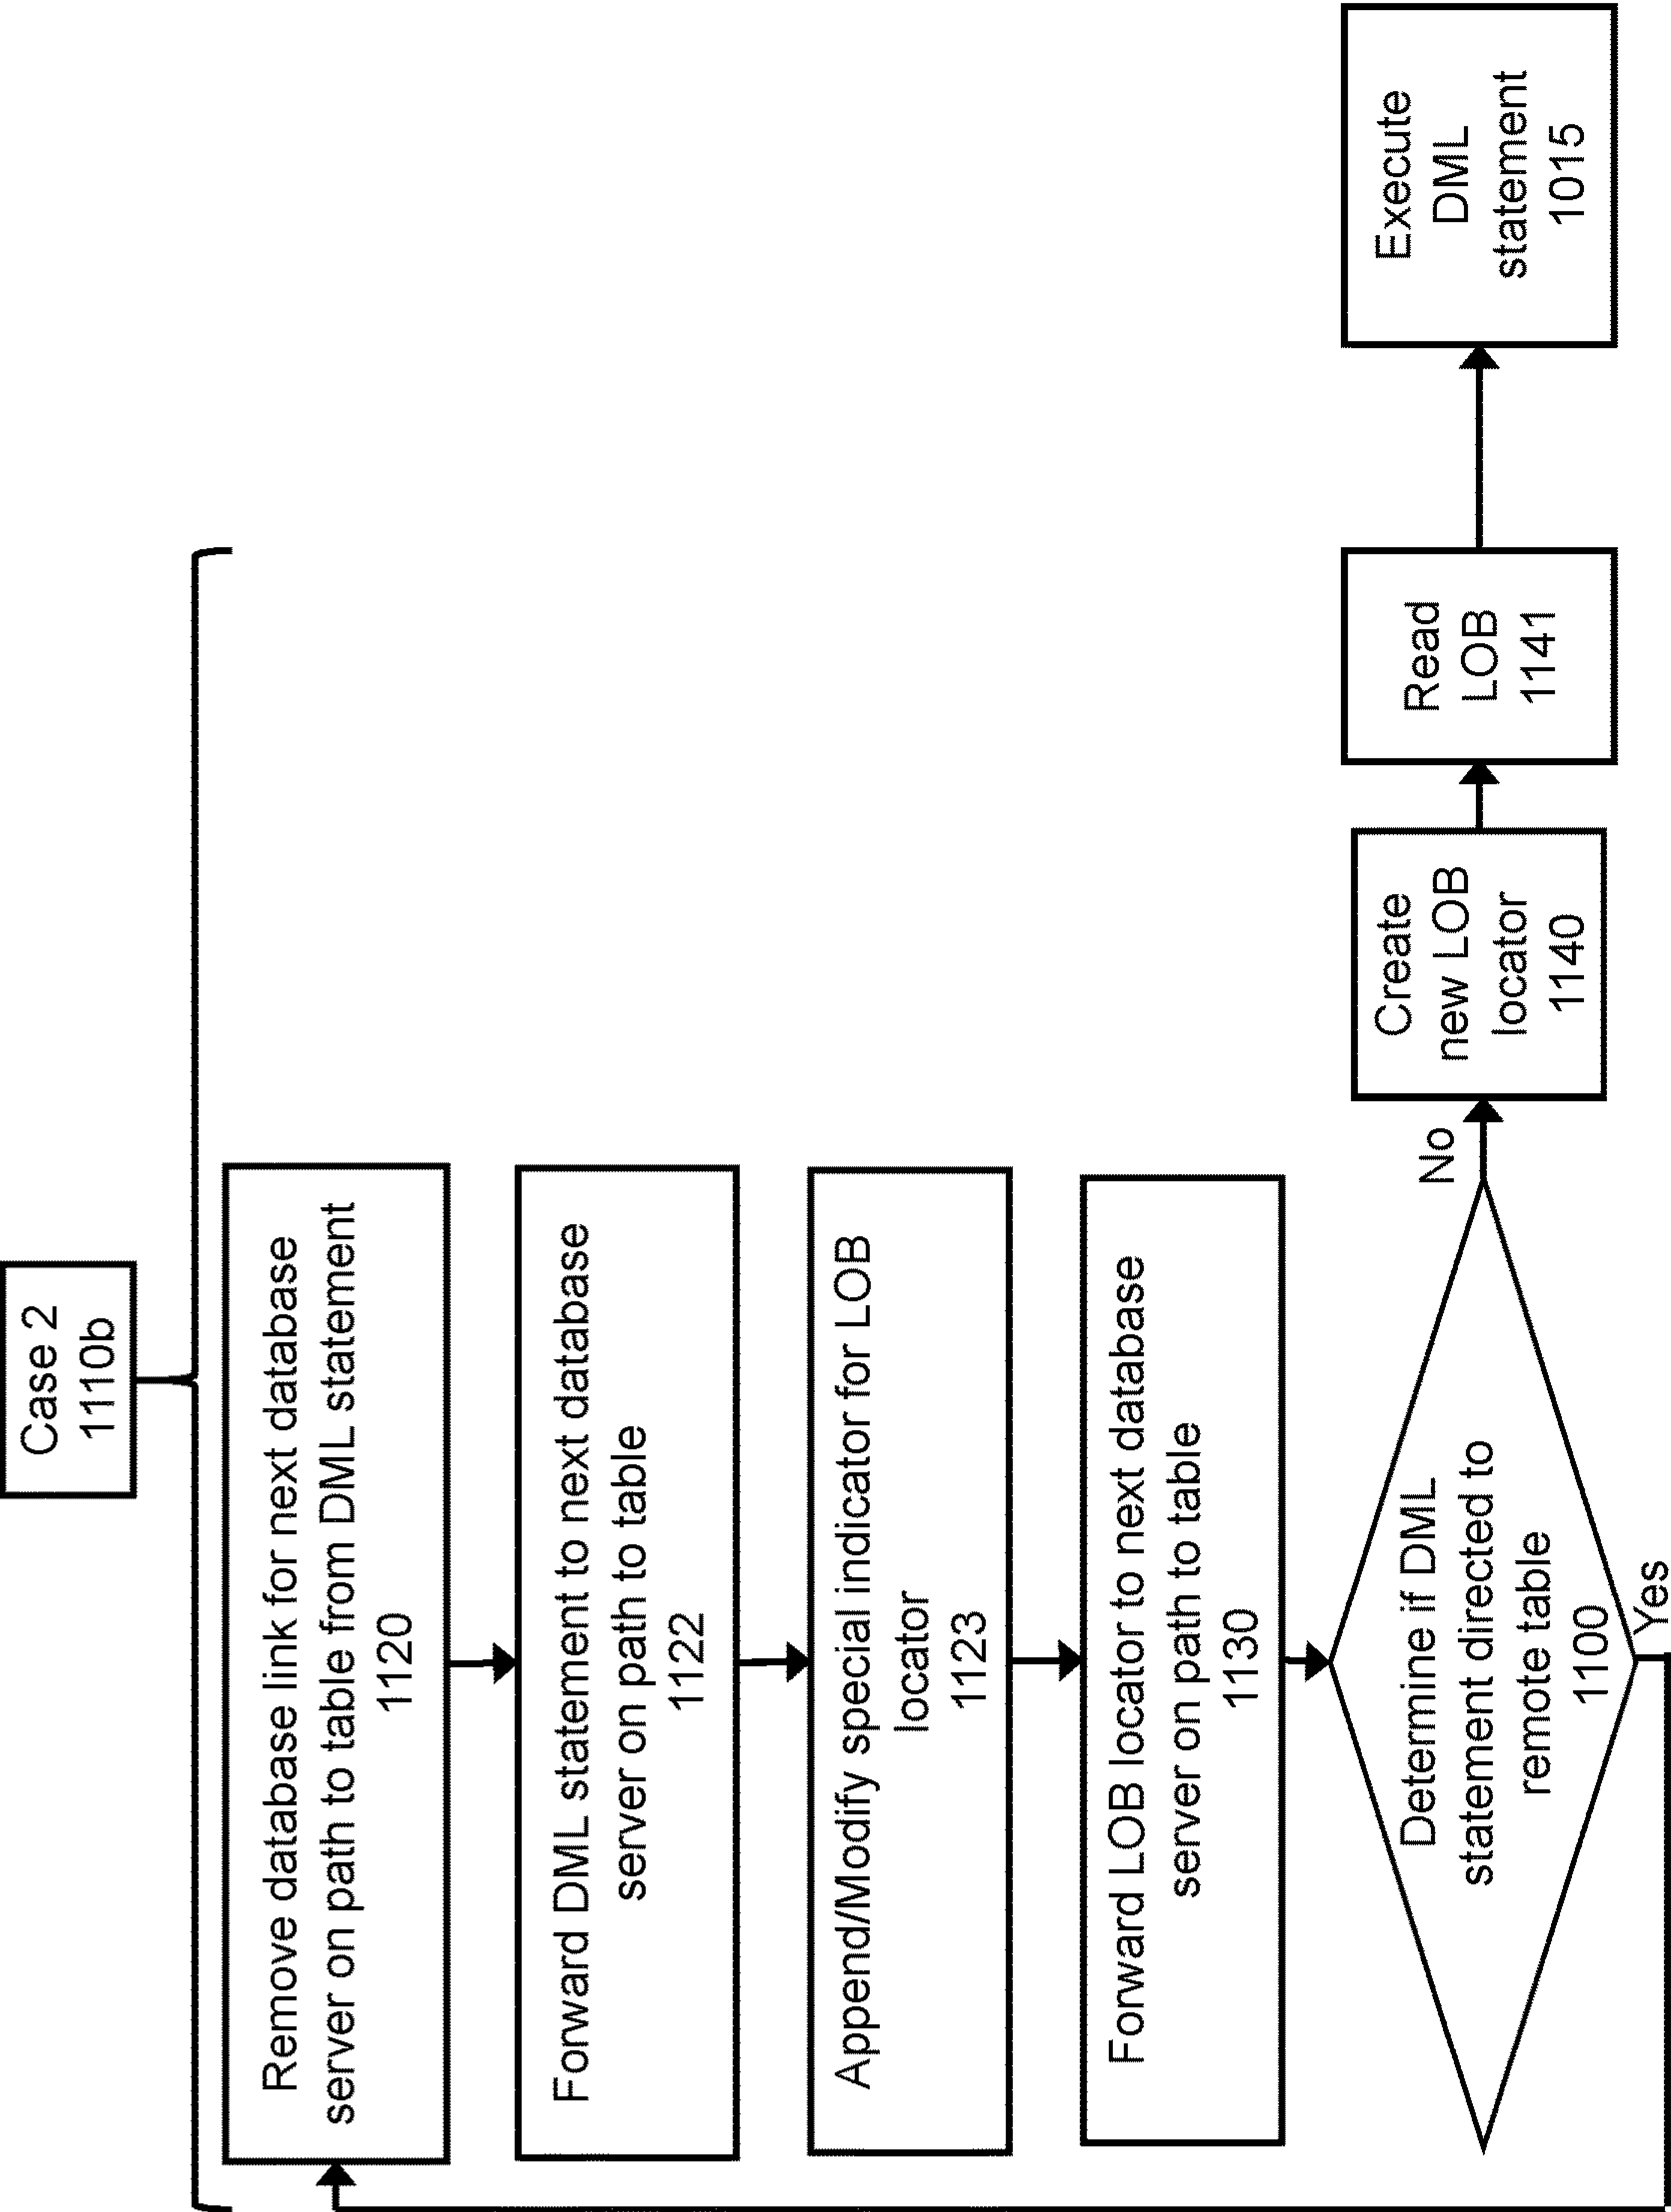 Case 2
1110b
Remove database link for next database
server on path to table from DML statement
1120
Forward DML statement to next database
server on path to table
1122
Append/Modify special indicator for LOB
locator
1123
Forward LOB locator to next database
server on path to table
1130
Determine if DML
statement directed to
remote table
1100
Yes
No
Create
new LOB
locator
1140
Read
LOB
1141
Execute
DML
statement
1015